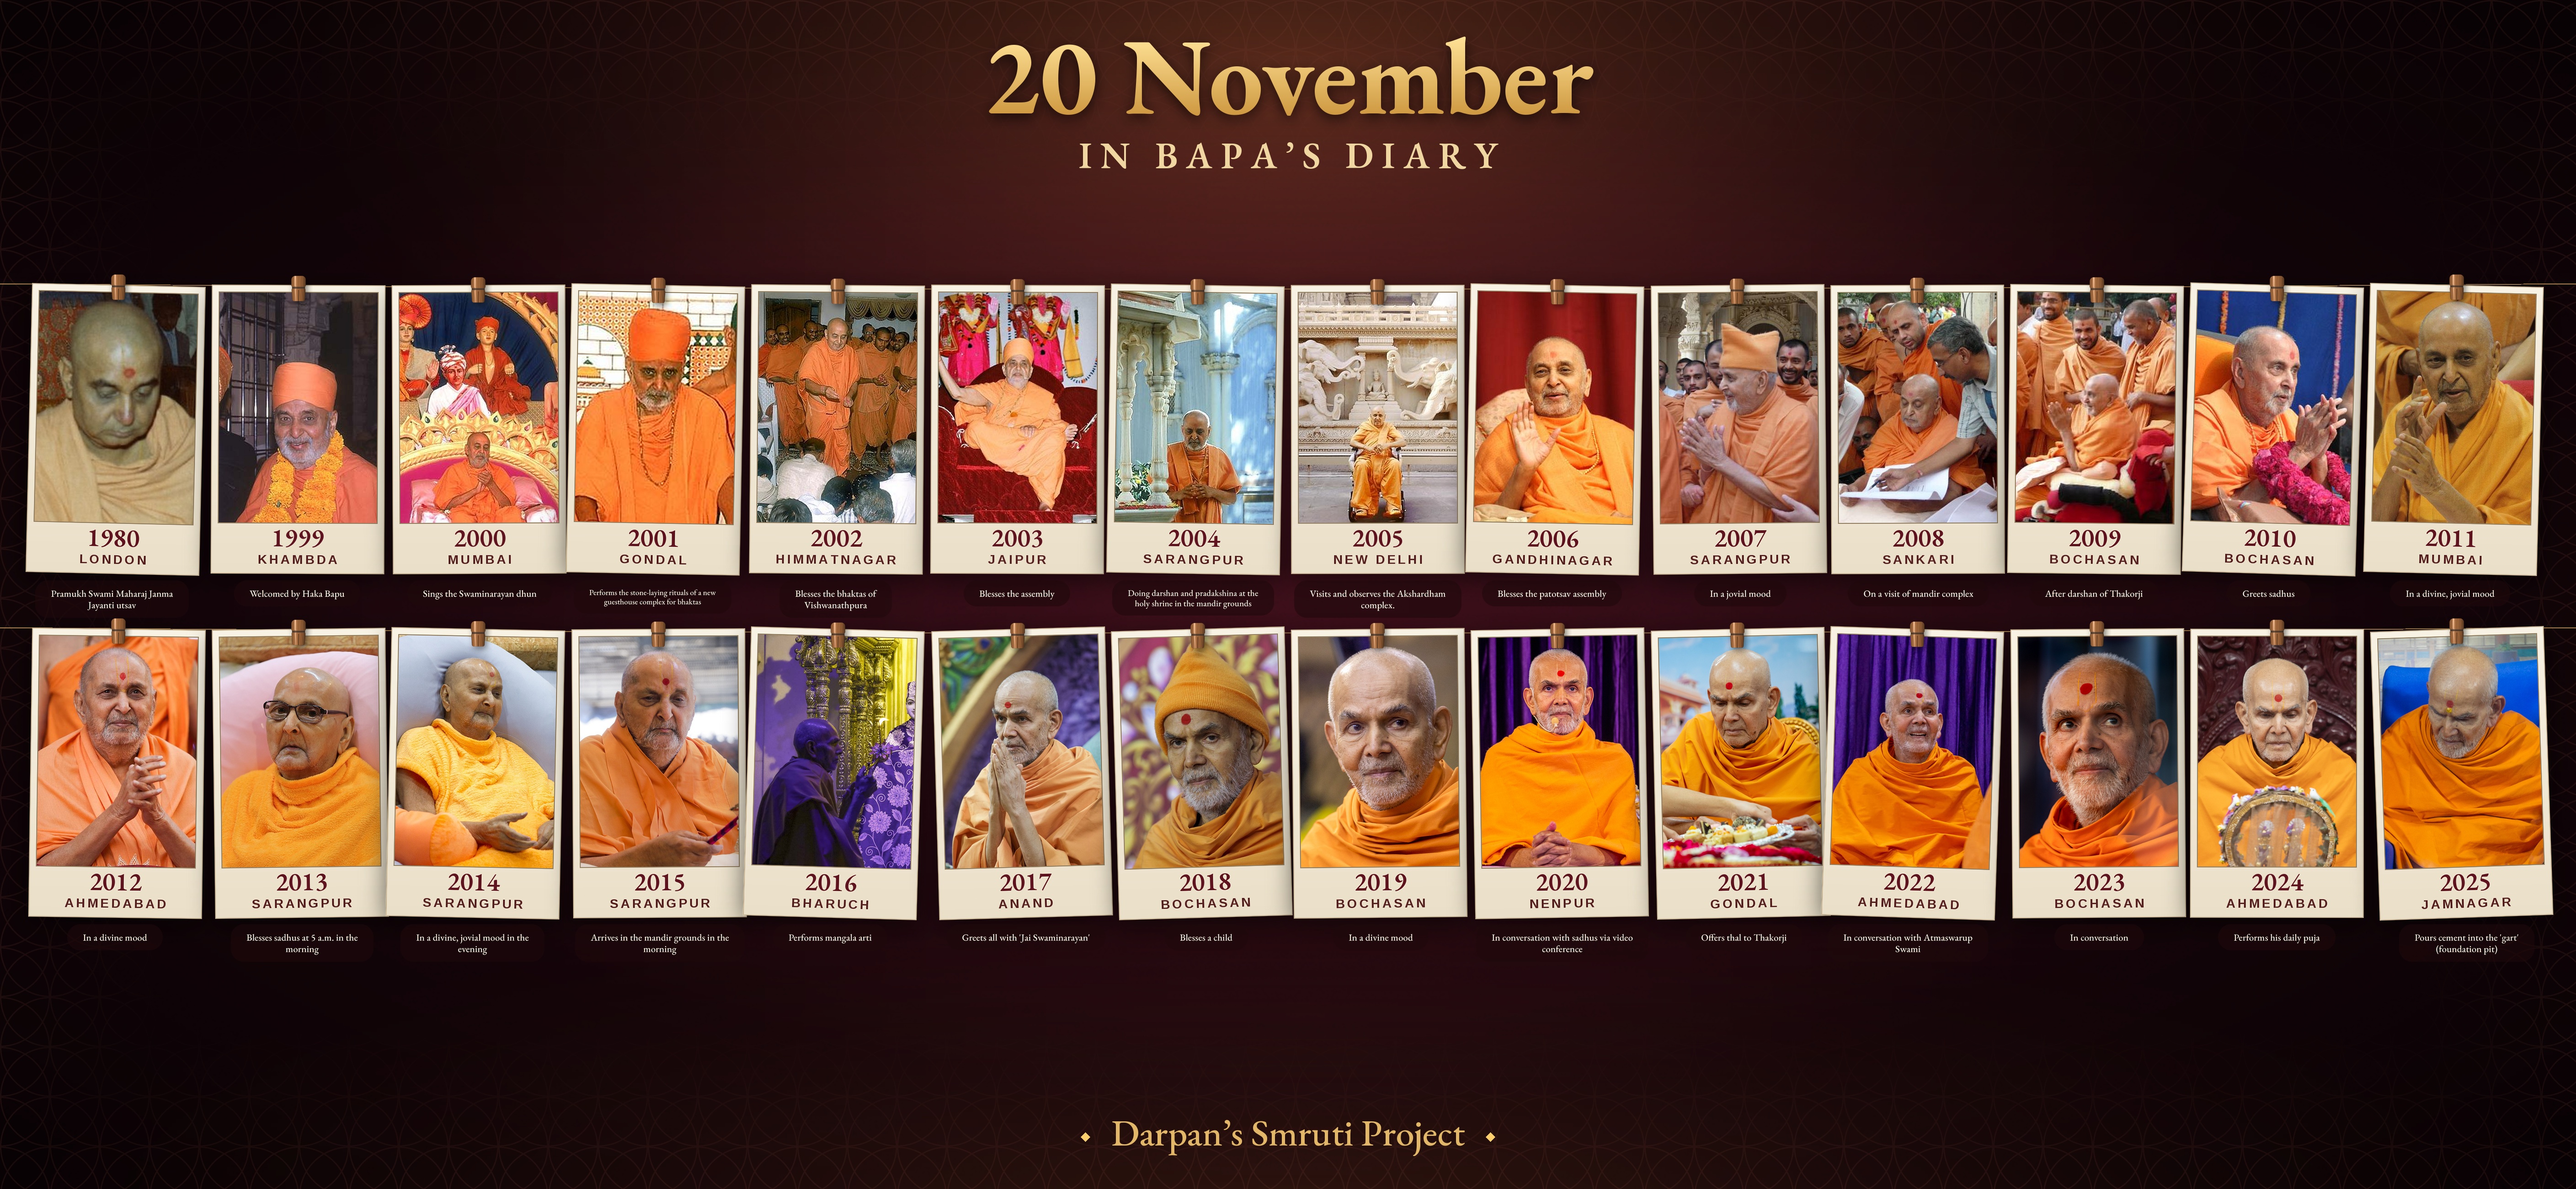 20 November
IN BAPA’S DIARY
1980
LONDON
Pramukh Swami Maharaj Janma
Jayanti utsav
1999
KHAMBDA
Welcomed by Haka Bapu
2000
MUMBAI
Sings the Swaminarayan dhun
2001
GONDAL
Performs the stone-laying rituals of a new
guesthouse complex for bhaktas
2002
HIMMATNAGAR
Blesses the bhaktas of
Vishwanathpura
2003
JAIPUR
Blesses the assembly
2004
SARANGPUR
Doing darshan and pradakshina at the
holy shrine in the mandir grounds
2005
NEW DELHI
Visits and observes the Akshardham
complex.
2006
GANDHINAGAR
Blesses the patotsav assembly
2007
SARANGPUR
In a jovial mood
2008
SANKARI
On a visit of mandir complex
2009
BOCHASAN
After darshan of Thakorji
2010
BOCHASAN
Greets sadhus
2011
MUMBAI
In a divine, jovial mood
2012
AHMEDABAD
In a divine mood
2013
SARANGPUR
Blesses sadhus at 5 a.m. in the
morning
2014
SARANGPUR
In a divine, jovial mood in the
evening
2015
SARANGPUR
Arrives in the mandir grounds in the
morning
2016
BHARUCH
Performs mangala arti
2017
ANAND
Greets all with 'Jai Swaminarayan'
2018
BOCHASAN
Blesses a child
2019
BOCHASAN
In a divine mood
2020
NENPUR
In conversation with sadhus via video
conference
2021
GONDAL
Offers thal to Thakorji
2022
AHMEDABAD
In conversation with Atmaswarup
Swami
2023
BOCHASAN
In conversation
2024
AHMEDABAD
Performs his daily puja
2025
JAMNAGAR
Pours cement into the 'gart'
(foundation pit)
Darpan’s Smruti Project